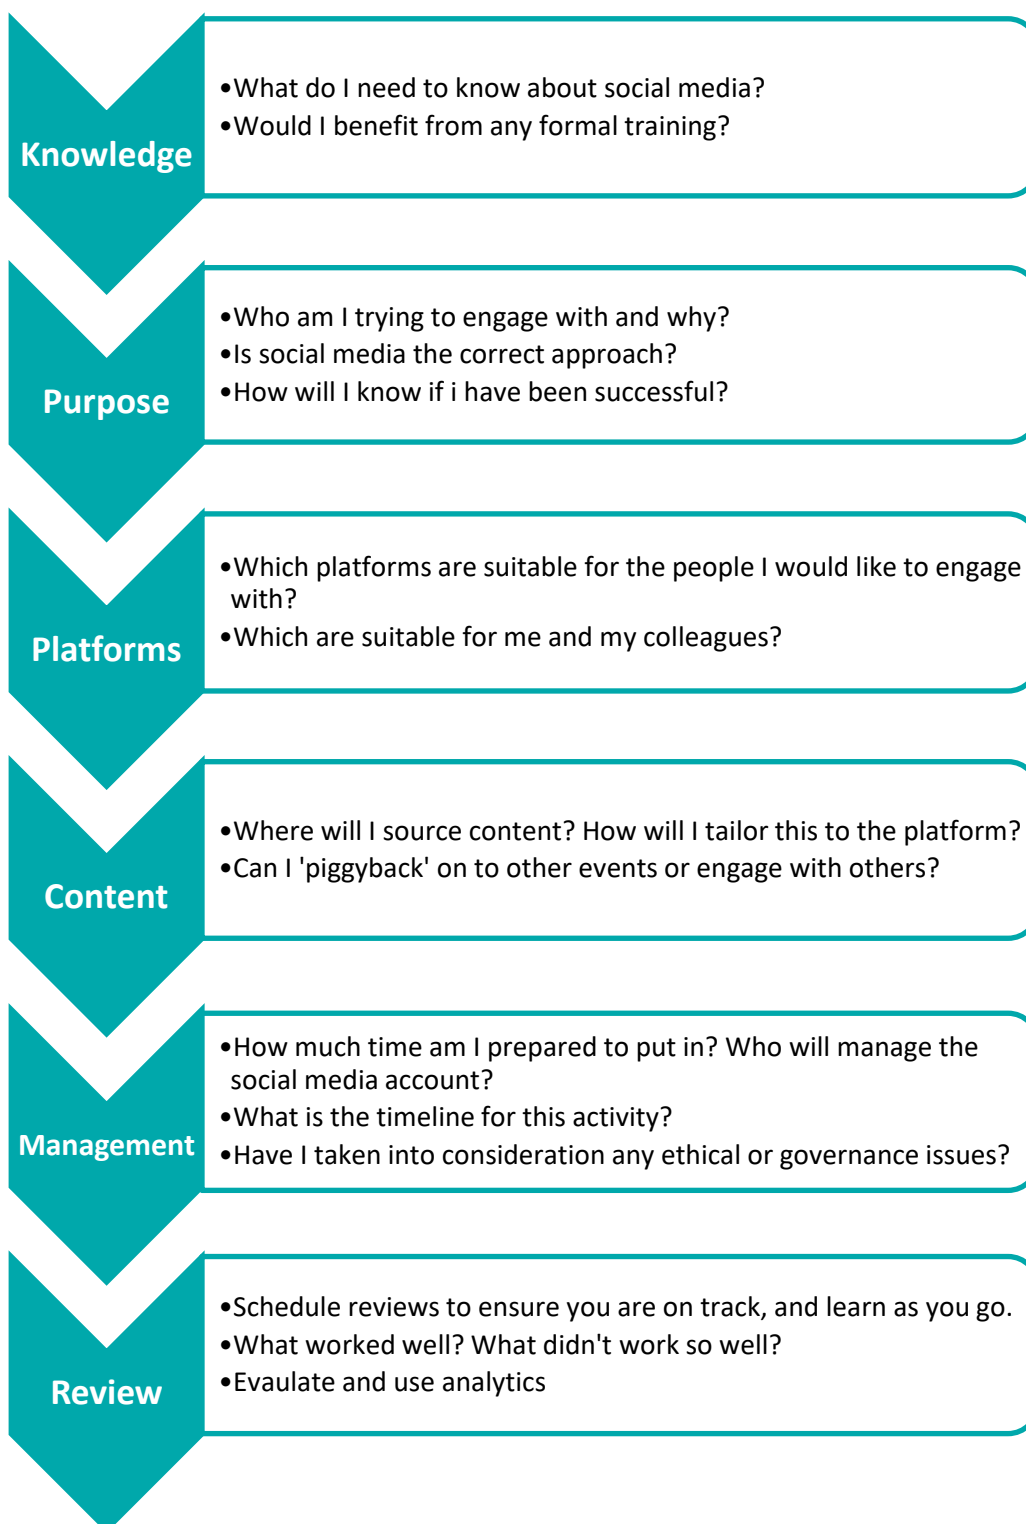 Knowledge
•What do I need to know about social media?
•Would I benefit from any formal training?
Purpose
•Who am I trying to engage with and why?
•Is social media the correct approach?
•How will I know if i have been successful?
Platforms
•Which platforms are suitable for the people I would like to engage
with?
•Which are suitable for me and my colleagues?
Content
•Where will I source content? How will I tailor this to the platform?
•Can I 'piggyback' on to other events or engage with others?
Management
•How much time am I prepared to put in? Who will manage the
social media account?
•What is the timeline for this activity?
•Have I taken into consideration any ethical or governance issues?
Review
•Schedule reviews to ensure you are on track, and learn as you go.
•What worked well? What didn't work so well?
•Evaulate and use analytics